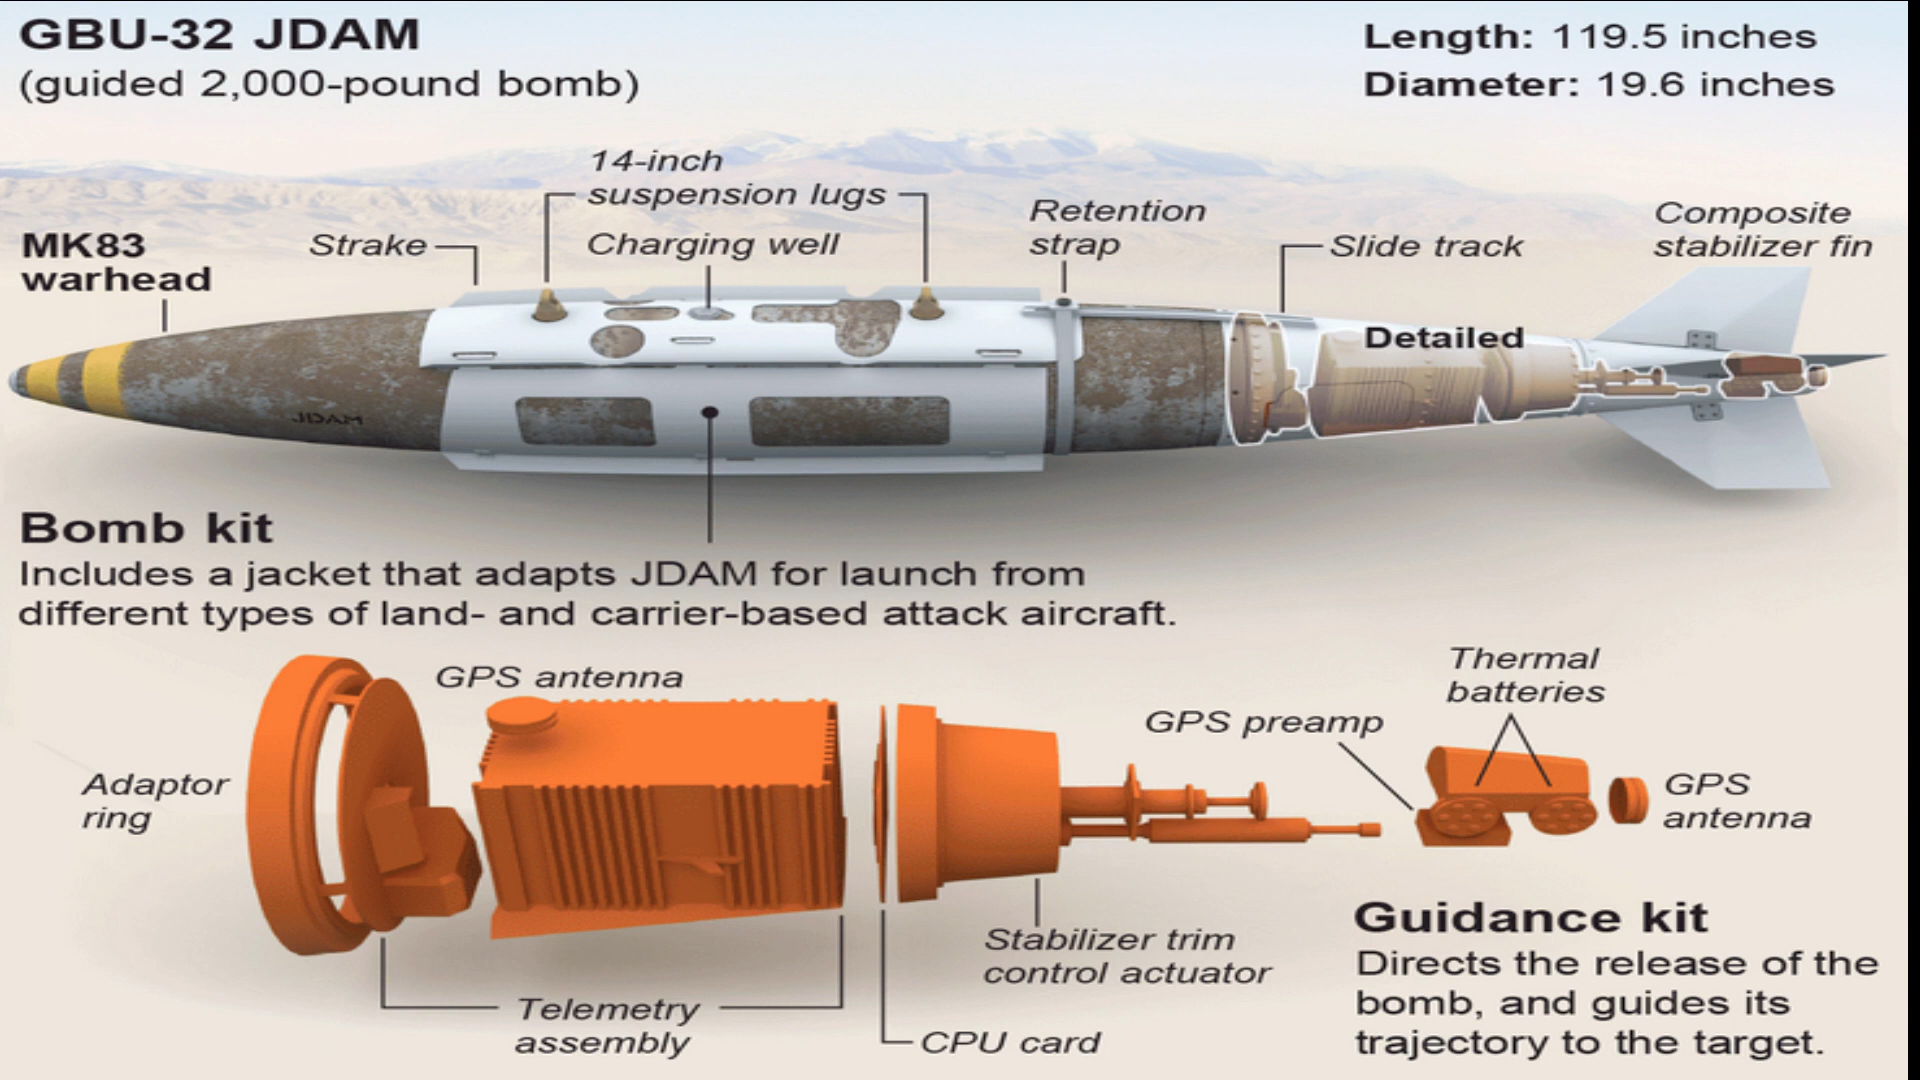 GBU-32 JDAM
(guided 2,000-pound bomb)
Length: 119.5 inches
Diameter: 19.6 inches
14-inch
suspension lugs
MK83
warhead
Strake
Charging well
Retention
strap
Slide track
Composite
stabilizer fin
Detailed
JDAM
Bomb kit
Includes a jacket that adapts JDAM for launch from
different types of land- and carrier-based attack aircraft.
GPS antenna
Adaptor
ring
Telemetry
assembly
CPU card
Stabilizer trim
control actuator
GPS preamp
Thermal
batteries
GPS
antenna
Guidance kit
Directs the release of the
bomb, and guides its
trajectory to the target.